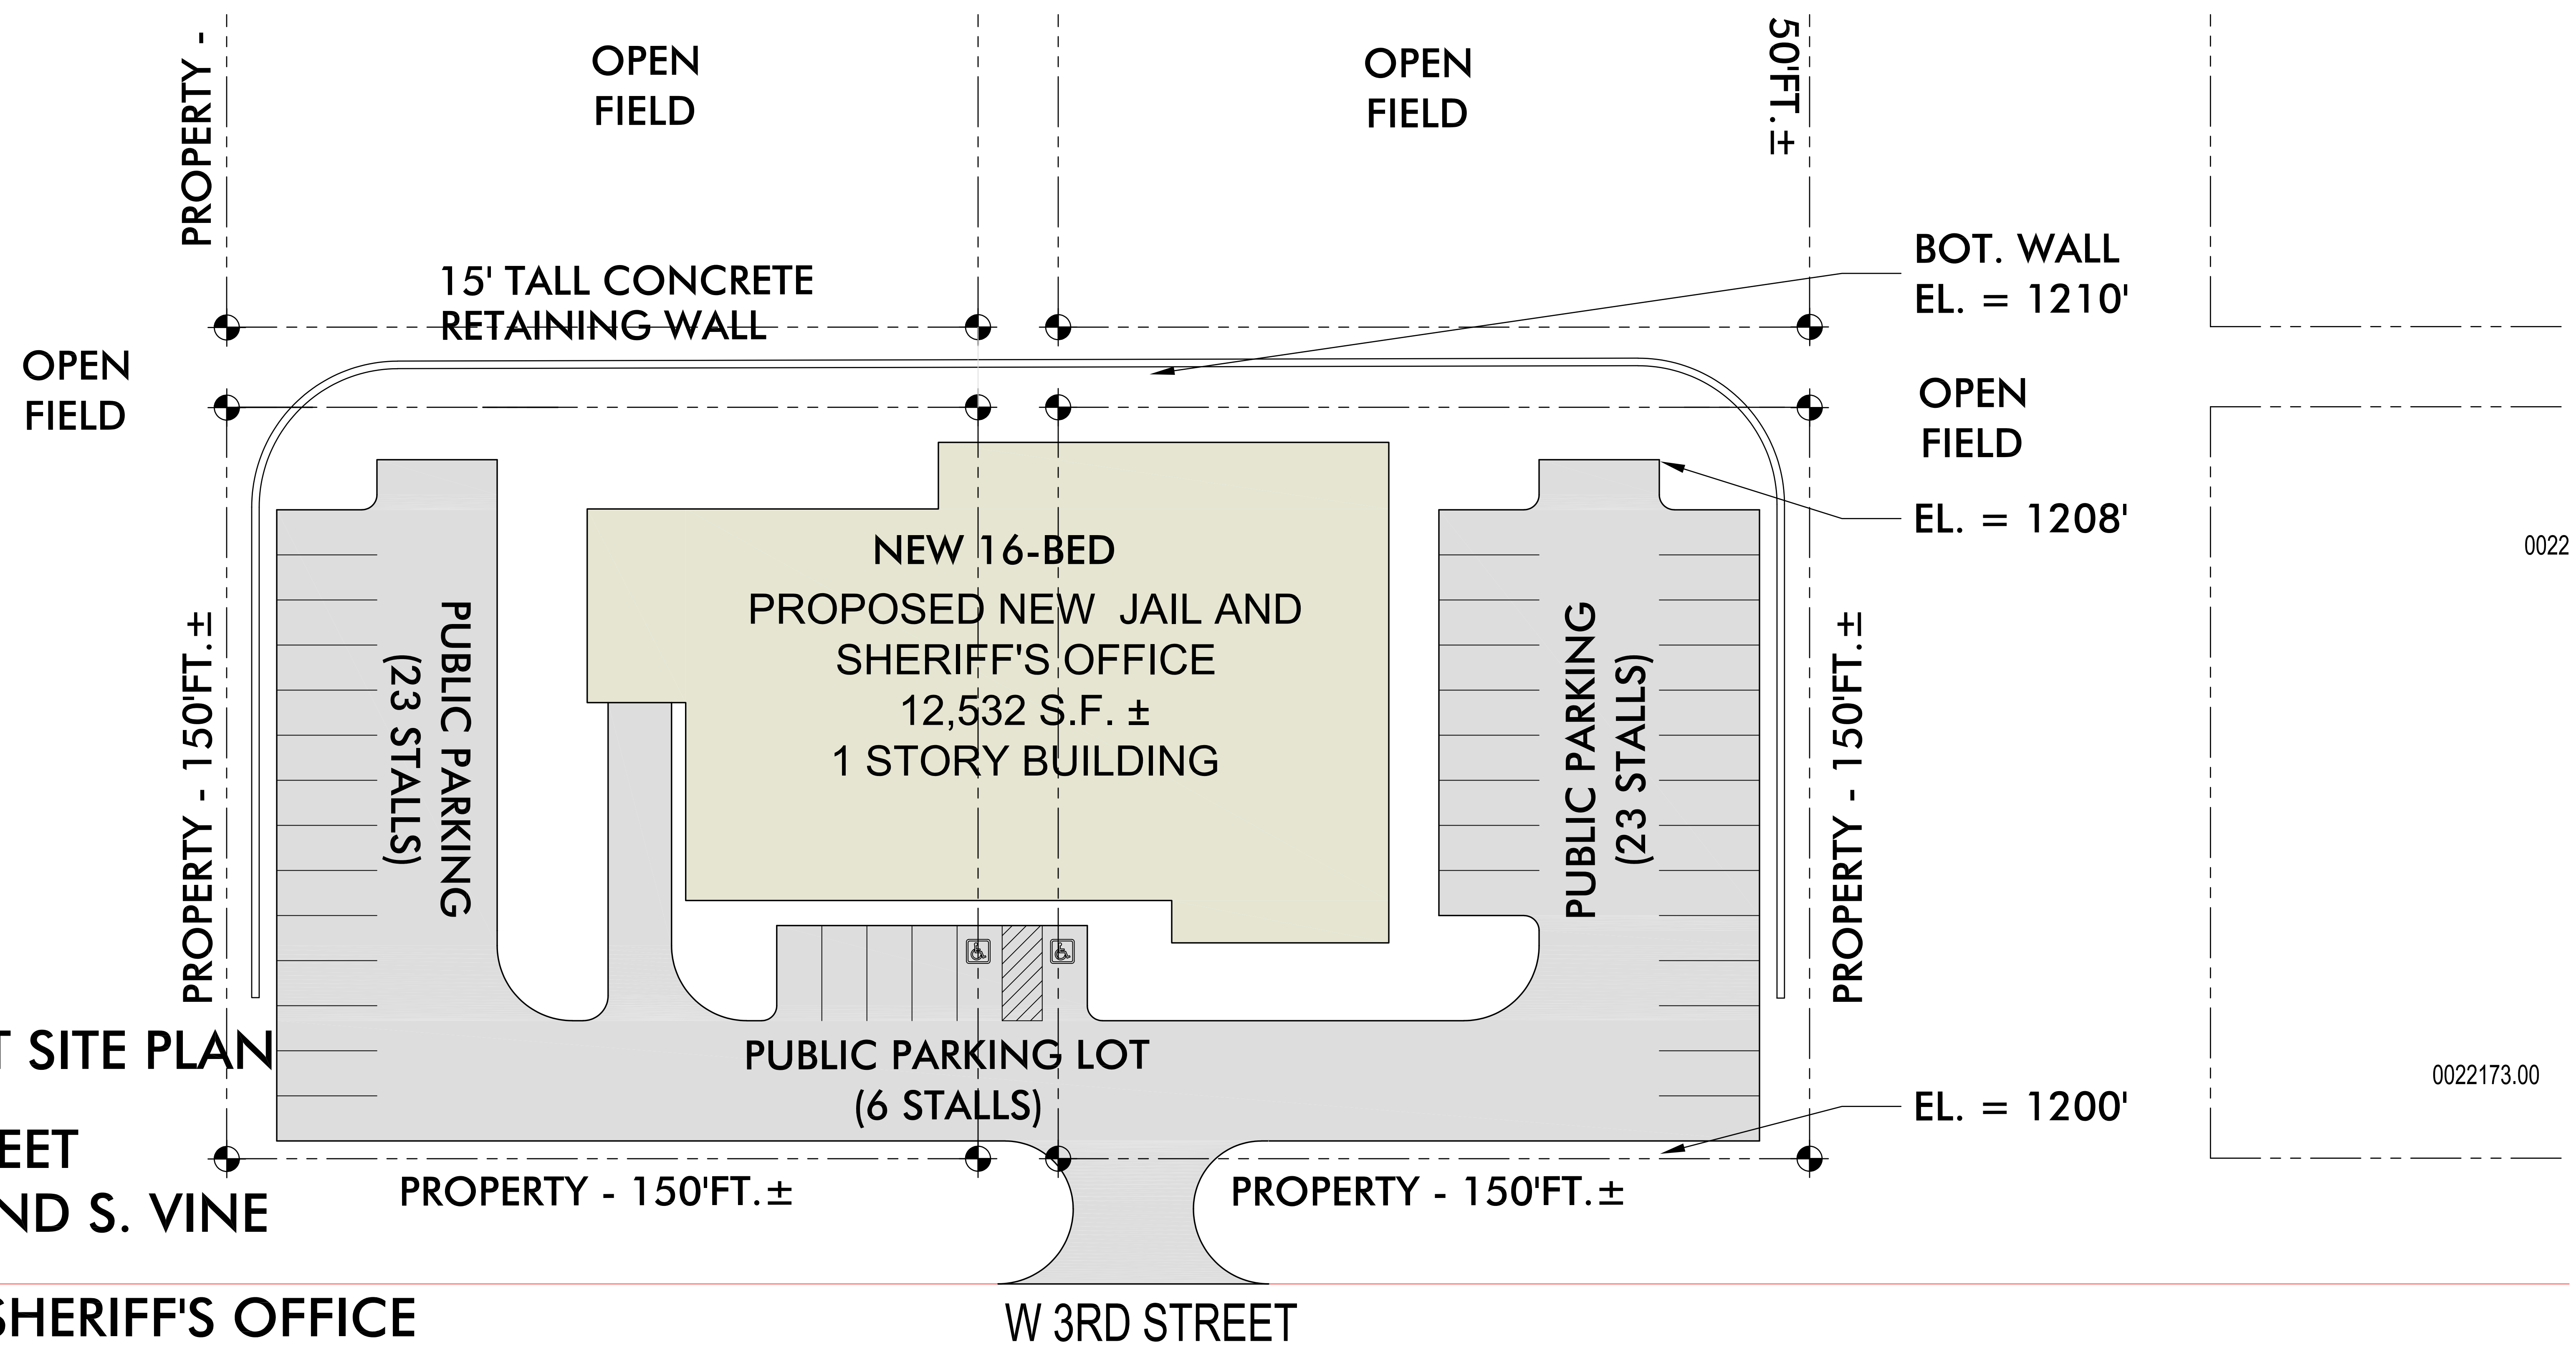 PROPERTY -
OPEN
FIELD
OPEN
FIELD
50'FT.±
15' TALL CONCRETE
RETAINING WALL
BOT. WALL
EL. = 1210'
OPEN
FIELD
OPEN
FIELD
EL. = 1208'
0022
NEW 16-BED
PROPOSED NEW JAIL AND
SHERIFF'S OFFICE
12,532 S.F. ±
1 STORY BUILDING
PROPERTY - 150'FT.±
PUBLIC PARKING
(23 STALLS)
PUBLIC PARKING
(23 STALLS)
PROPERTY - 150'FT.±
T SITE PLAN
PUBLIC PARKING LOT
(6 STALLS)
EL. = 1200'
0022173.00
EET
ND S. VINE
PROPERTY - 150'FT.±
PROPERTY - 150'FT.±
SHERIFF'S OFFICE
W 3RD STREET